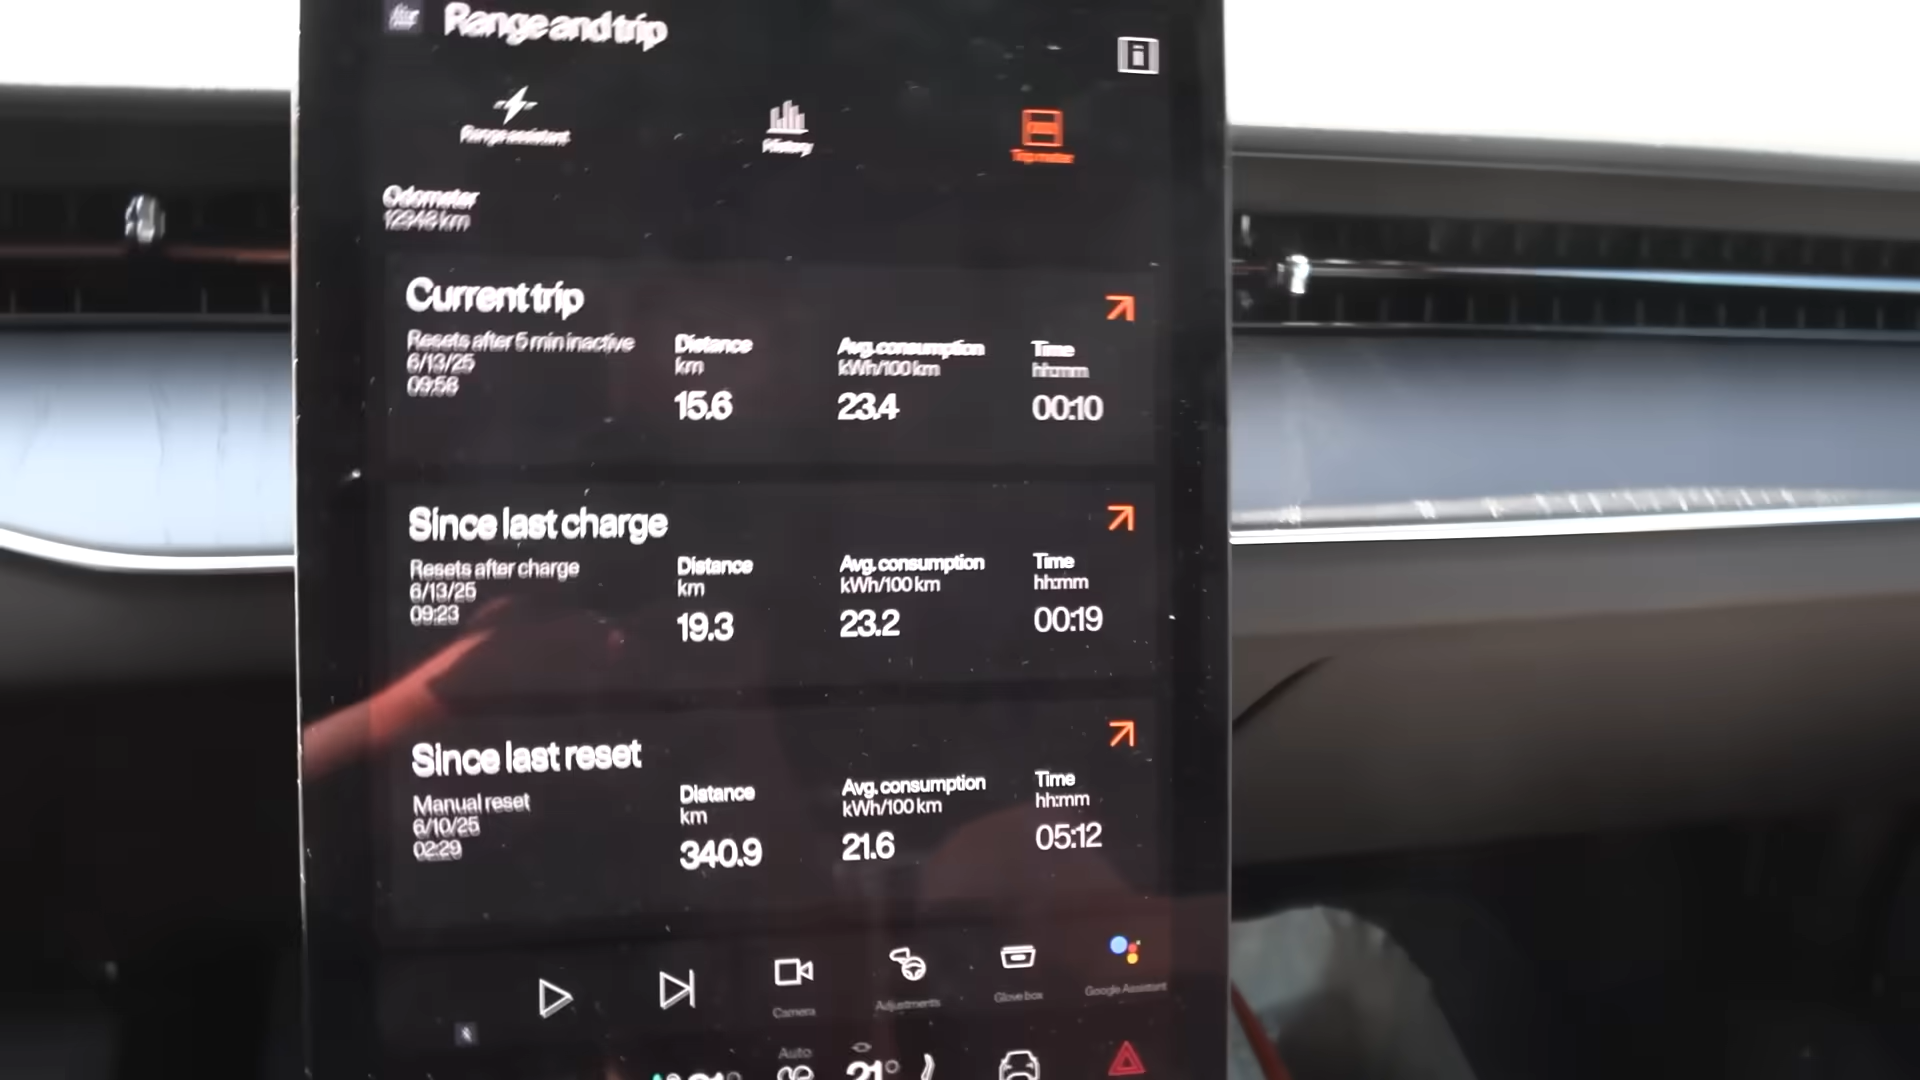 Range and trip
Range assistant
History
Trip meter
Odometer
12948 km
Current trip
Resets after 5 min inactive
6/13/25
09:58
Distance
km
15.6
Avg. consumption
kWh/100 km
23.4
Time
hh:mm
00:10
Since last charge
Resets after charge
6/13/25
09:23
Distance
km
19.3
Avg. consumption
kWh/100 km
23.2
Time
hh:mm
00:19
Since last reset
Manual reset
6/10/25
02:29
Distance
km
340.9
Avg. consumption
kWh/100 km
21.6
Time
hh:mm
05:12
Camera
Adjustments
Glove box
Google Assistant
Auto
21°